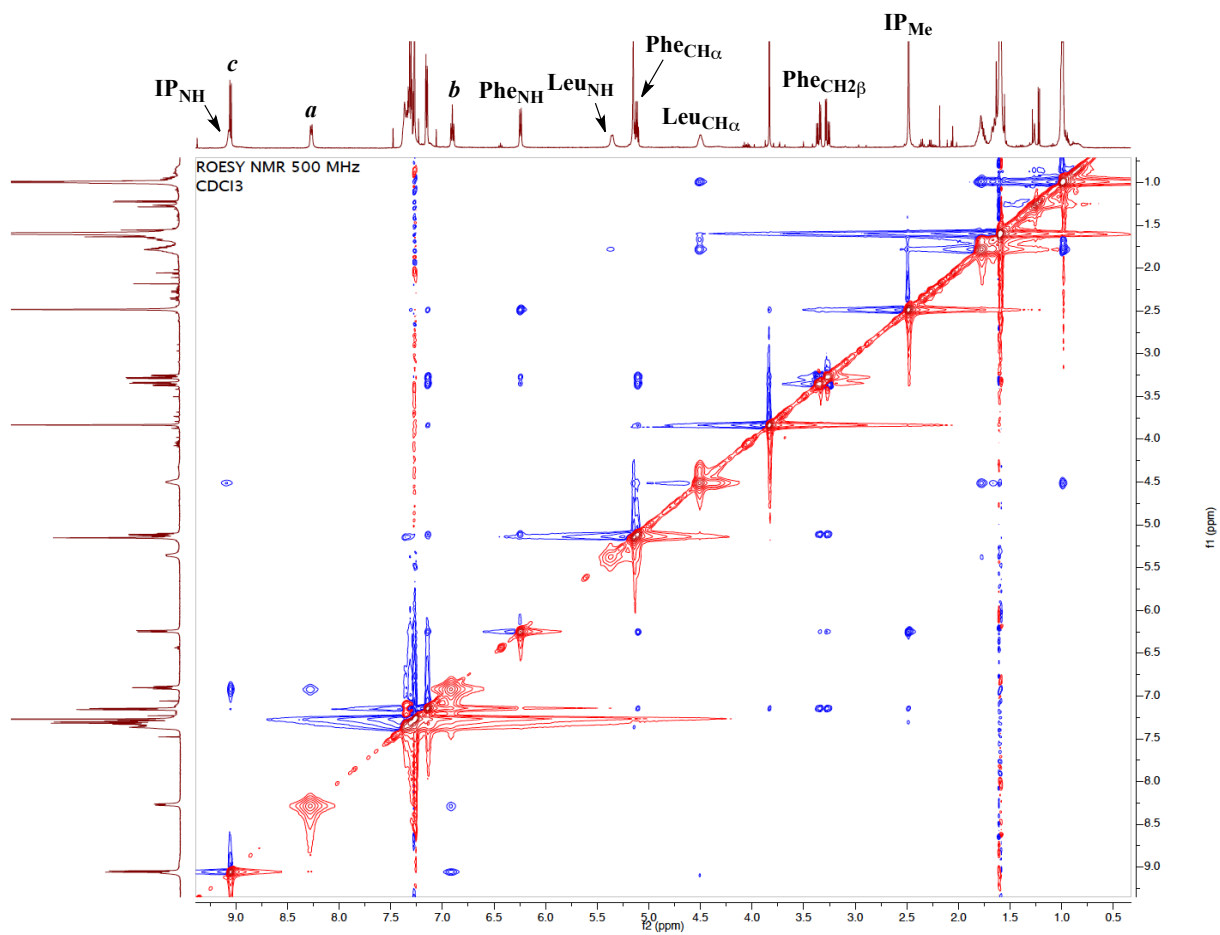 IP_Me
Phe_CHα
c
IP_NH
a
b
Phe_NH
Leu_NH
Phe_CH2β
Leu_CHα
ROESY NMR 500 MHz
CDCl3
1.0
1.5
2.0
2.5
3.0
3.5
4.0
4.5
5.0
5.5
6.0
6.5
7.0
7.5
8.0
8.5
9.0
f1 (ppm)
9.0 8.5 8.0 7.5 7.0 6.5 6.0 5.5 5.0 4.5 4.0 3.5 3.0 2.5 2.0 1.5 1.0 0.5
f2 (ppm)